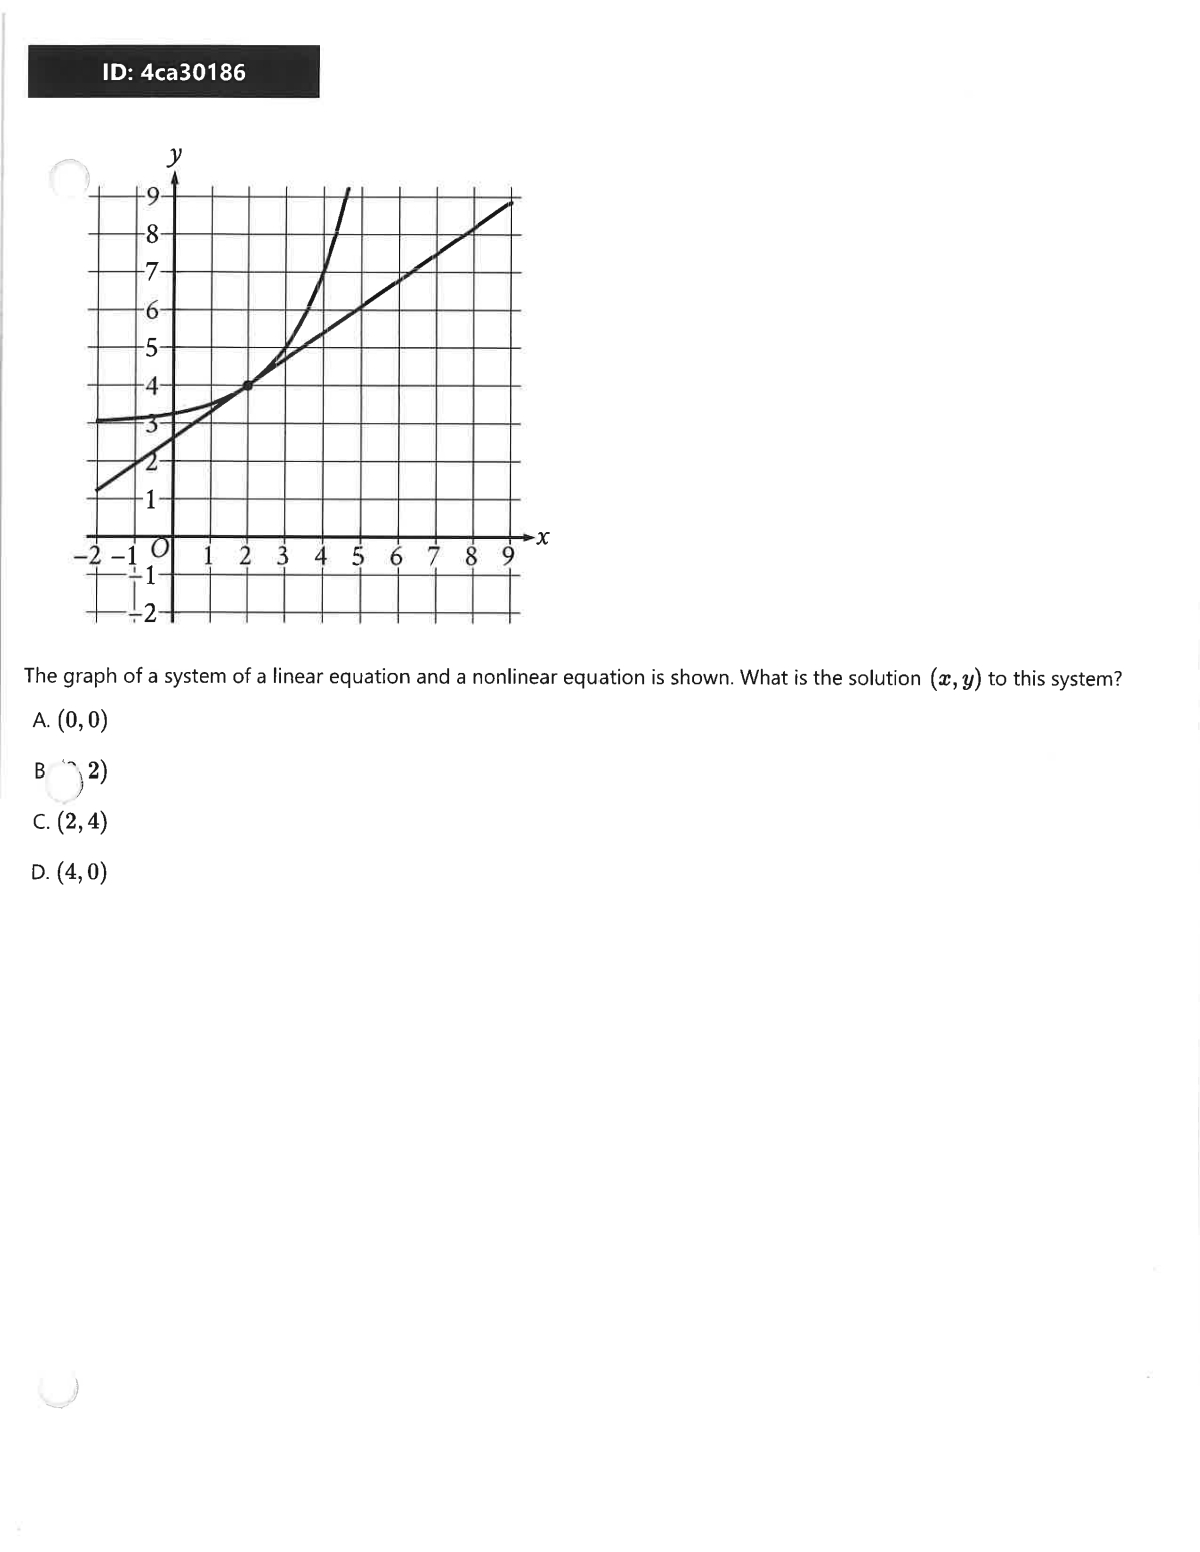 ID: 4ca30186
y
9
8
7
6
5
4
3
2
1
x
-2 -1 O 1 2 3 4 5 6 7 8 9
-1
-2
The graph of a system of a linear equation and a nonlinear equation is shown. What is the solution (x, y) to this system?
A. (0, 0)
B 2)
C. (2, 4)
D. (4, 0)